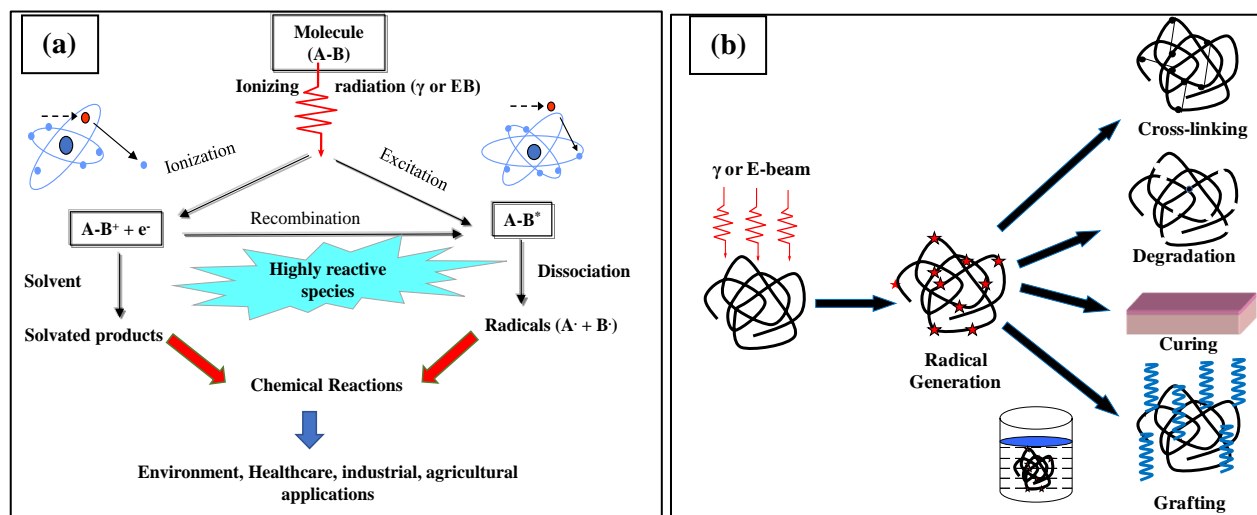 (a)
Molecule
(A-B)
Ionizing radiation (γ or EB)
Ionization
Excitation
A-B⁺ + e⁻
Recombination
A-B*
Highly reactive
species
Solvent
Dissociation
Solvated products
Radicals (A· + B·)
Chemical Reactions
Environment, Healthcare, industrial, agricultural
applications
(b)
γ or E-beam
Radical
Generation
Cross-linking
Degradation
Curing
Grafting